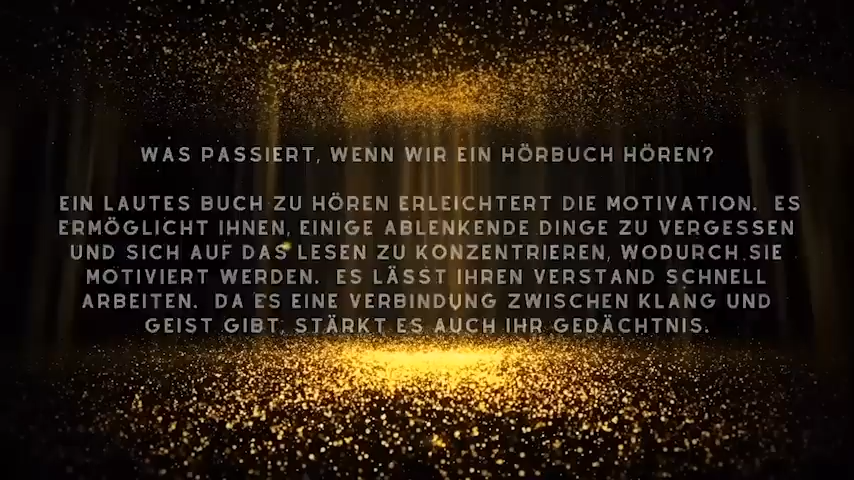 WAS PASSIERT, WENN WIR EIN HÖRBUCH HÖREN?
EIN LAUTES BUCH ZU HÖREN ERLEICHTERT DIE MOTIVATION. ES
ERMÖGLICHT IHNEN, EINIGE ABLENKENDE DINGE ZU VERGESSEN
UND SICH AUF DAS LESEN ZU KONZENTRIEREN, WODURCH SIE
MOTIVIERT WERDEN. ES LÄSST IHREN VERSTAND SCHNELL
ARBEITEN. DA ES EINE VERBINDUNG ZWISCHEN KLANG UND
GEIST GIBT, STÄRKT ES AUCH IHR GEDÄCHTNIS.